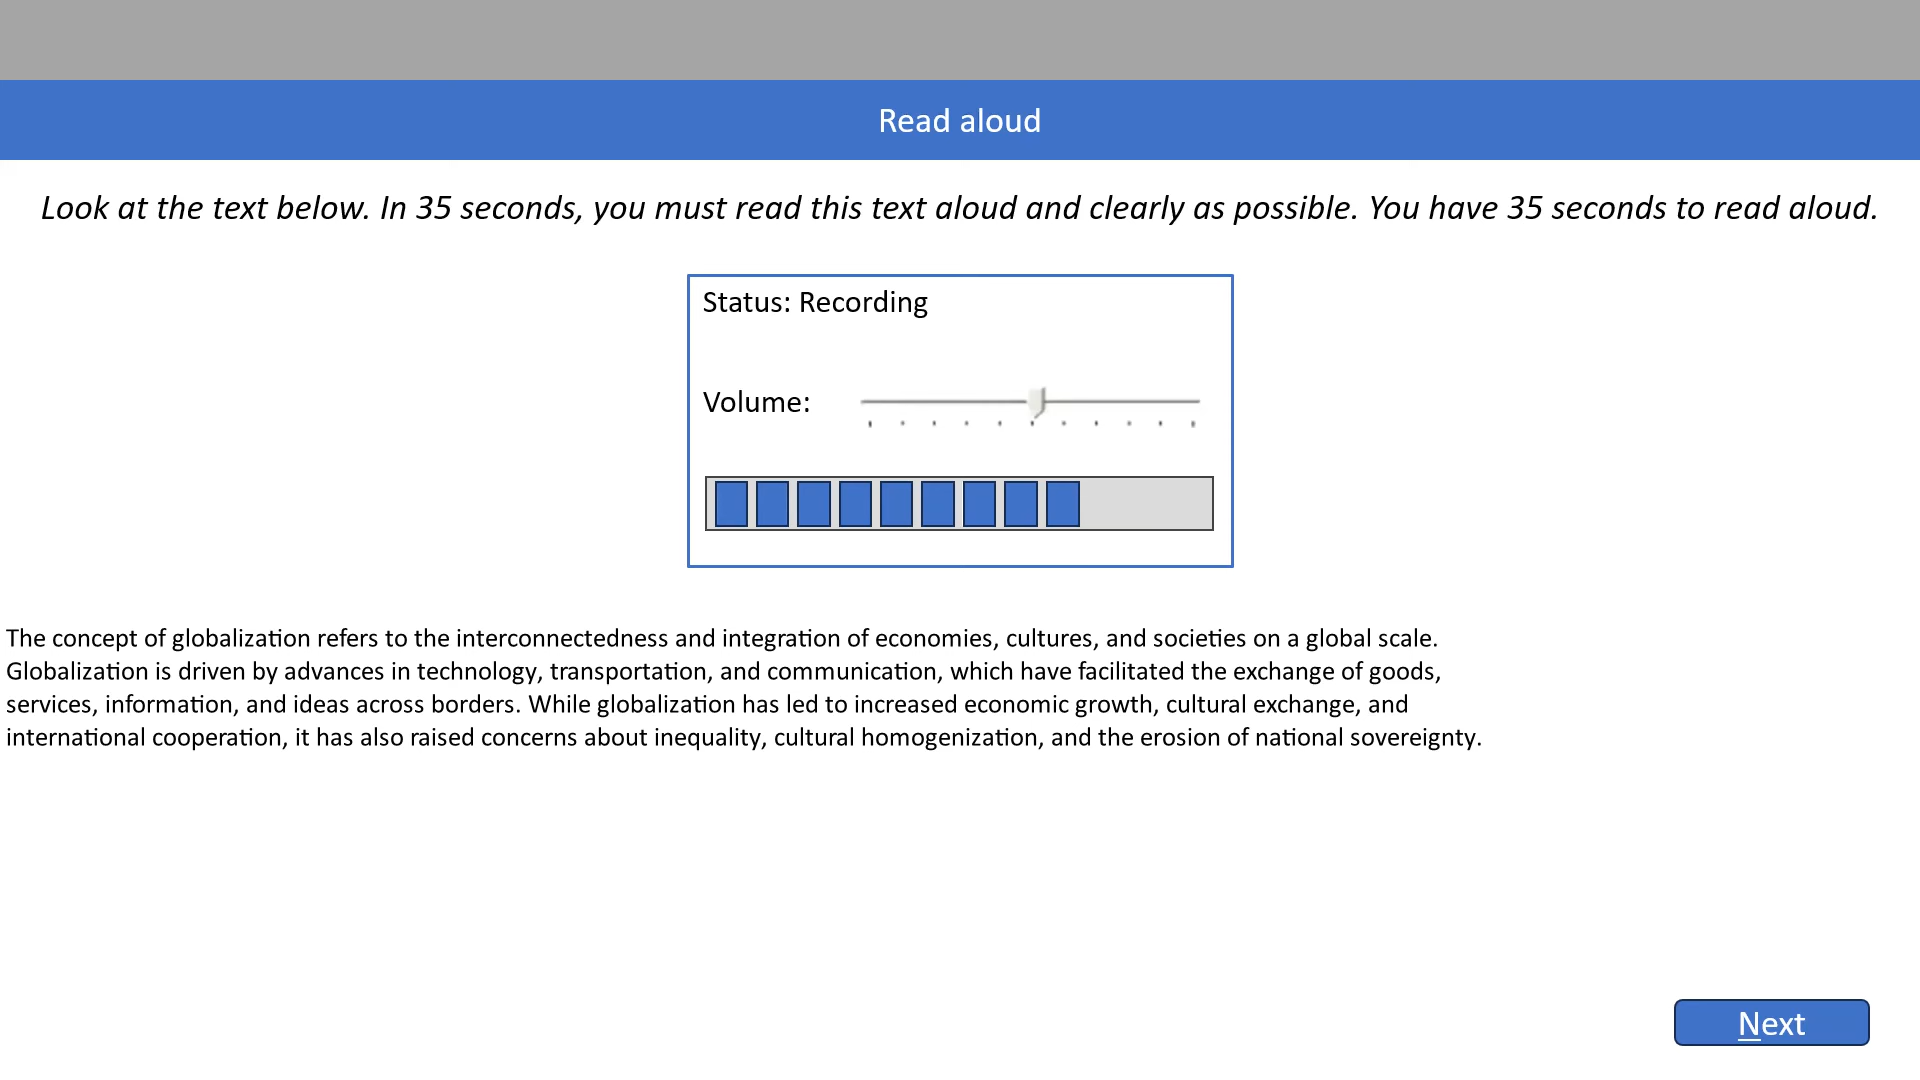 Read aloud
Look at the text below. In 35 seconds, you must read this text aloud and clearly as possible. You have 35 seconds to read aloud.
Status: Recording
Volume:
The concept of globalization refers to the interconnectedness and integration of economies, cultures, and societies on a global scale.
Globalization is driven by advances in technology, transportation, and communication, which have facilitated the exchange of goods,
services, information, and ideas across borders. While globalization has led to increased economic growth, cultural exchange, and
international cooperation, it has also raised concerns about inequality, cultural homogenization, and the erosion of national sovereignty.
Next